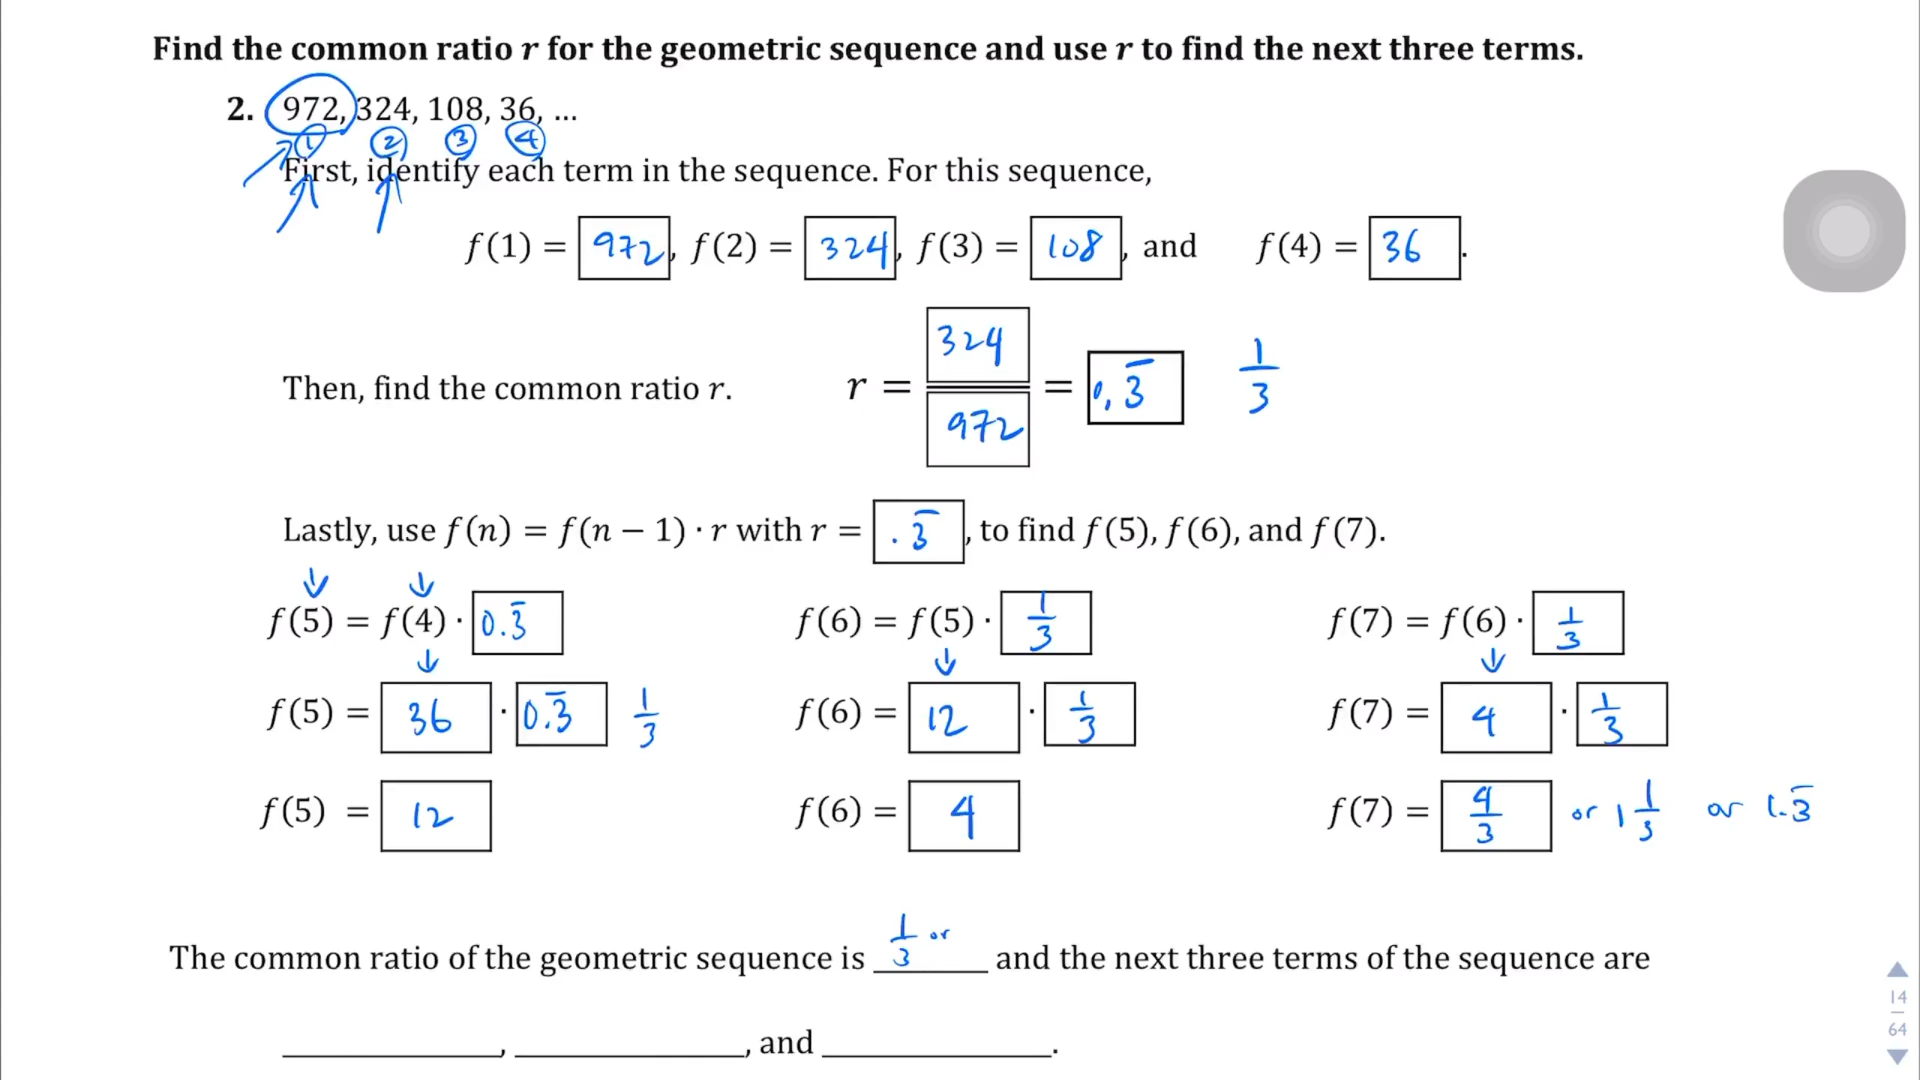 Find the common ratio r for the geometric sequence and use r to find the next three terms.
2. 972, 324, 108, 36, ...
1 2 3 4
First, identify each term in the sequence. For this sequence,
f(1) = 972, f(2) = 324, f(3) = 108, and f(4) = 36.
Then, find the common ratio r. r = 324/972 = 0.3̅ 1/3
Lastly, use f(n) = f(n − 1) · r with r = .3̅, to find f(5), f(6), and f(7).
f(5) = f(4) · 0.3̅ f(6) = f(5) · 1/3 f(7) = f(6) · 1/3
f(5) = 36 · 0.3̅ 1/3 f(6) = 12 · 1/3 f(7) = 4 · 1/3
f(5) = 12 f(6) = 4 f(7) = 4/3 or 1 1/3 or 1.3̅
The common ratio of the geometric sequence is 1/3 or and the next three terms of the sequence are
, , and .
14
64